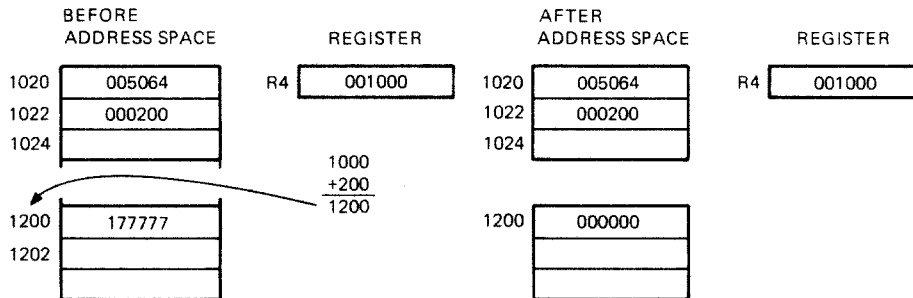 BEFORE
ADDRESS SPACE
REGISTER
1020 005064
R4 001000
1022 000200
1024
1000
+200
1200
1200 177777
1202
AFTER
ADDRESS SPACE
REGISTER
1020 005064
R4 001000
1022 000200
1024
1200 000000